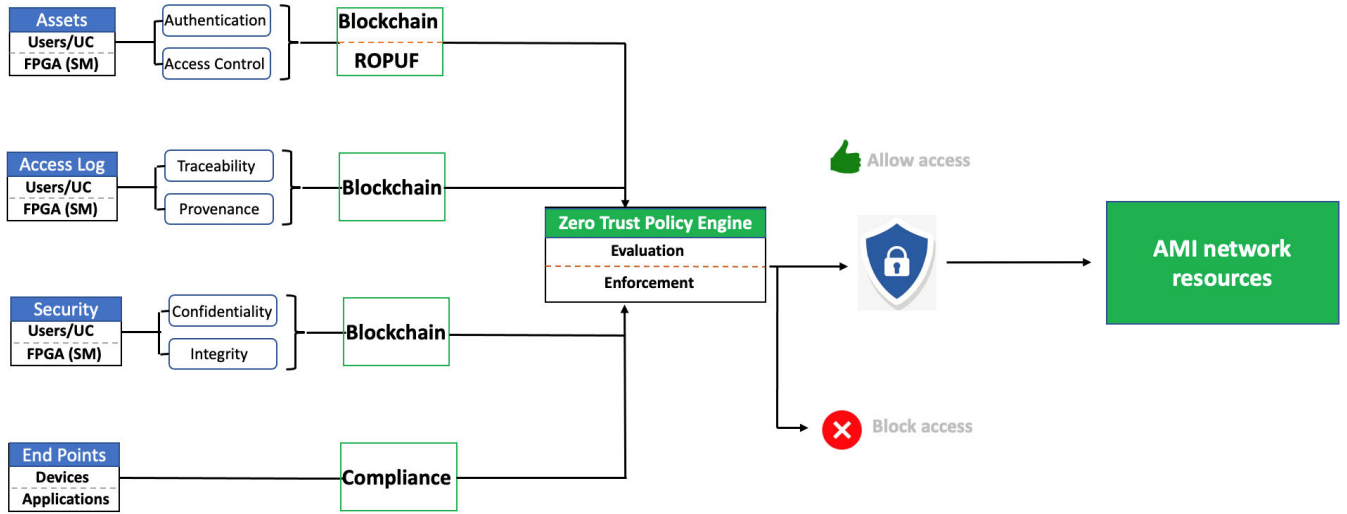 Assets
Users/UC
FPGA (SM)
Authentication
Access Control
Blockchain
ROPUF
Access Log
Users/UC
FPGA (SM)
Traceability
Provenance
Blockchain
Security
Users/UC
FPGA (SM)
Confidentiality
Integrity
Blockchain
End Points
Devices
Applications
Compliance
Zero Trust Policy Engine
Evaluation
Enforcement
Allow access
Block access
AMI network
resources